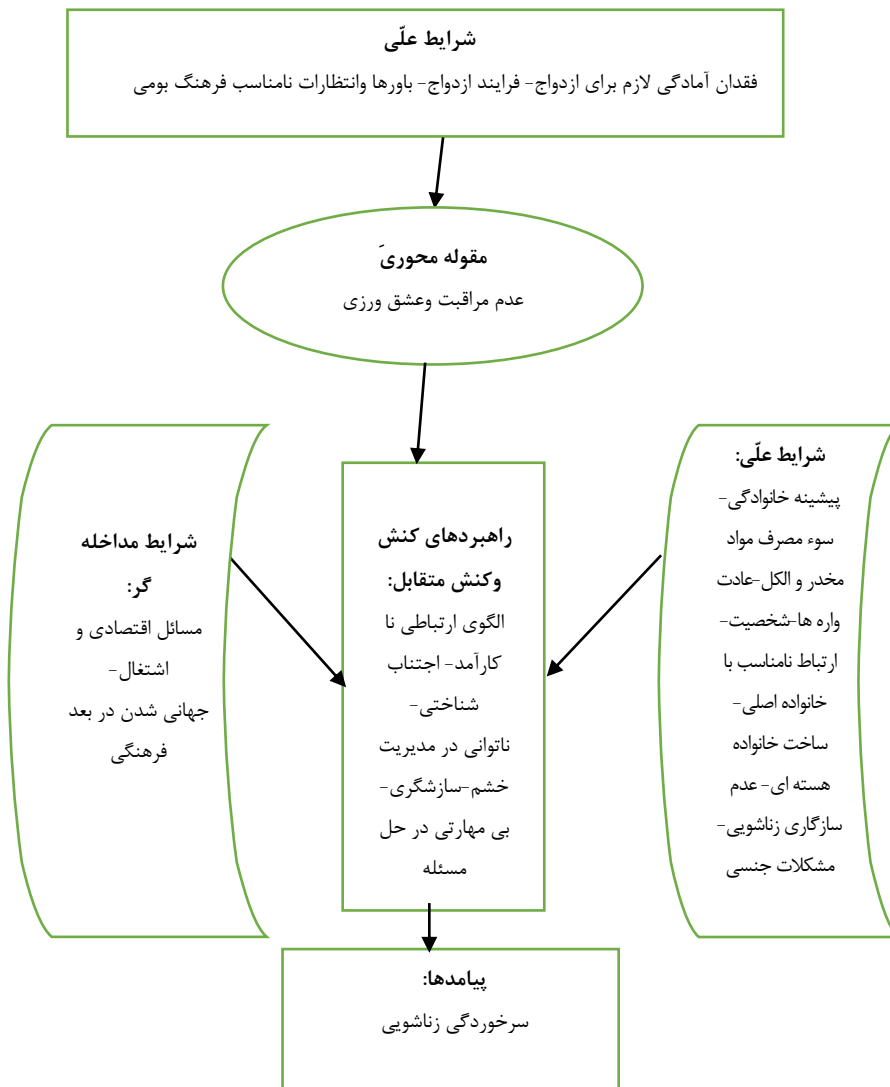 شرایط علّی
فقدان آمادگی لازم برای ازدواج- فرایند ازدواج- باورها وانتظارات نامناسب فرهنگ بومی
مقوله محوریَ
عدم مراقبت وعشق ورزی
شرایط علّی:
پیشینه خانوادگی-
سوء مصرف مواد
مخدر و الکل-عادت
واره ها-شخصیت-
ارتباط نامناسب با
خانواده اصلی-
ساخت خانواده
هسته ای- عدم
سازگاری زناشویی-
مشکلات جنسی
راهبردهای کنش
وکنش متقابل:
الگوی ارتباطی نا
کارآمد- اجتناب
شناختی-
ناتوانی در مدیریت
خشم-سازشگری-
بی مهارتی در حل
مسئله
شرایط مداخله
گر:
مسائل اقتصادی و
اشتغال-
جهانی شدن در بعد
فرهنگی
پیامدها:
سرخوردگی زناشویی